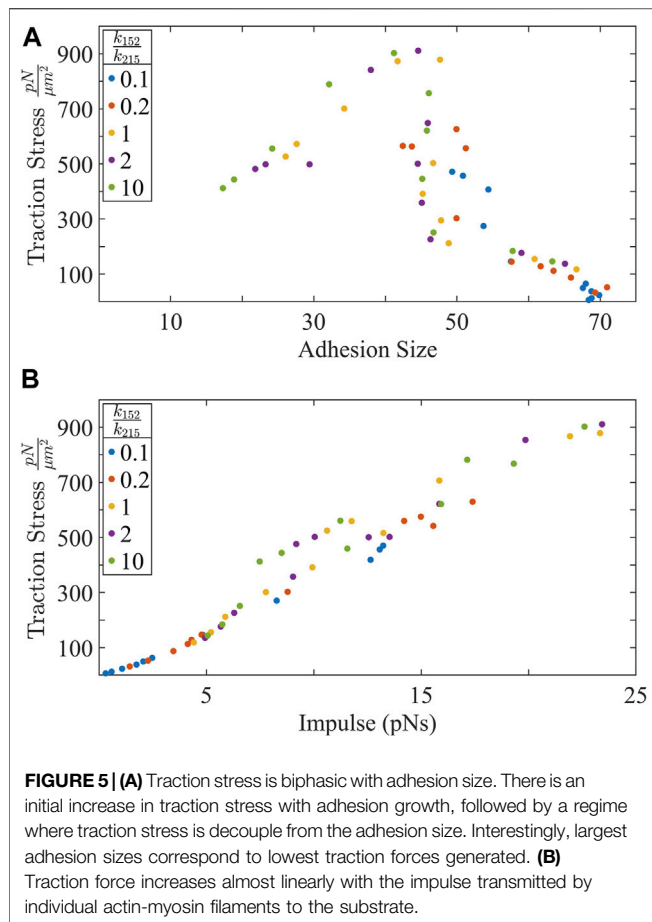 A
k152
k215
0.1
0.2
1
2
10
Traction Stress pN
μm²
900
700
500
300
100
10
30
50
70
Adhesion Size
B
k152
k215
0.1
0.2
1
2
10
Traction Stress pN
μm²
900
700
500
300
100
5
15
25
Impulse (pNs)
FIGURE 5 | (A) Traction stress is biphasic with adhesion size. There is an
initial increase in traction stress with adhesion growth, followed by a regime
where traction stress is decouple from the adhesion size. Interestingly, largest
adhesion sizes correspond to lowest traction forces generated. (B)
Traction force increases almost linearly with the impulse transmitted by
individual actin-myosin filaments to the substrate.